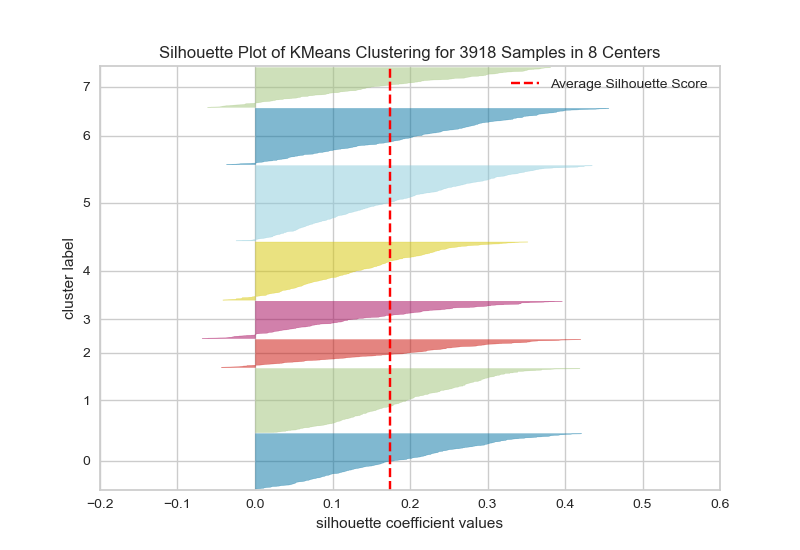 Silhouette Plot of KMeans Clustering for 3918 Samples in 8 Centers
Average Silhouette Score
7
6
5
4
3
2
1
0
cluster label
−0.2 −0.1 0.0 0.1 0.2 0.3 0.4 0.5 0.6
silhouette coefficient values